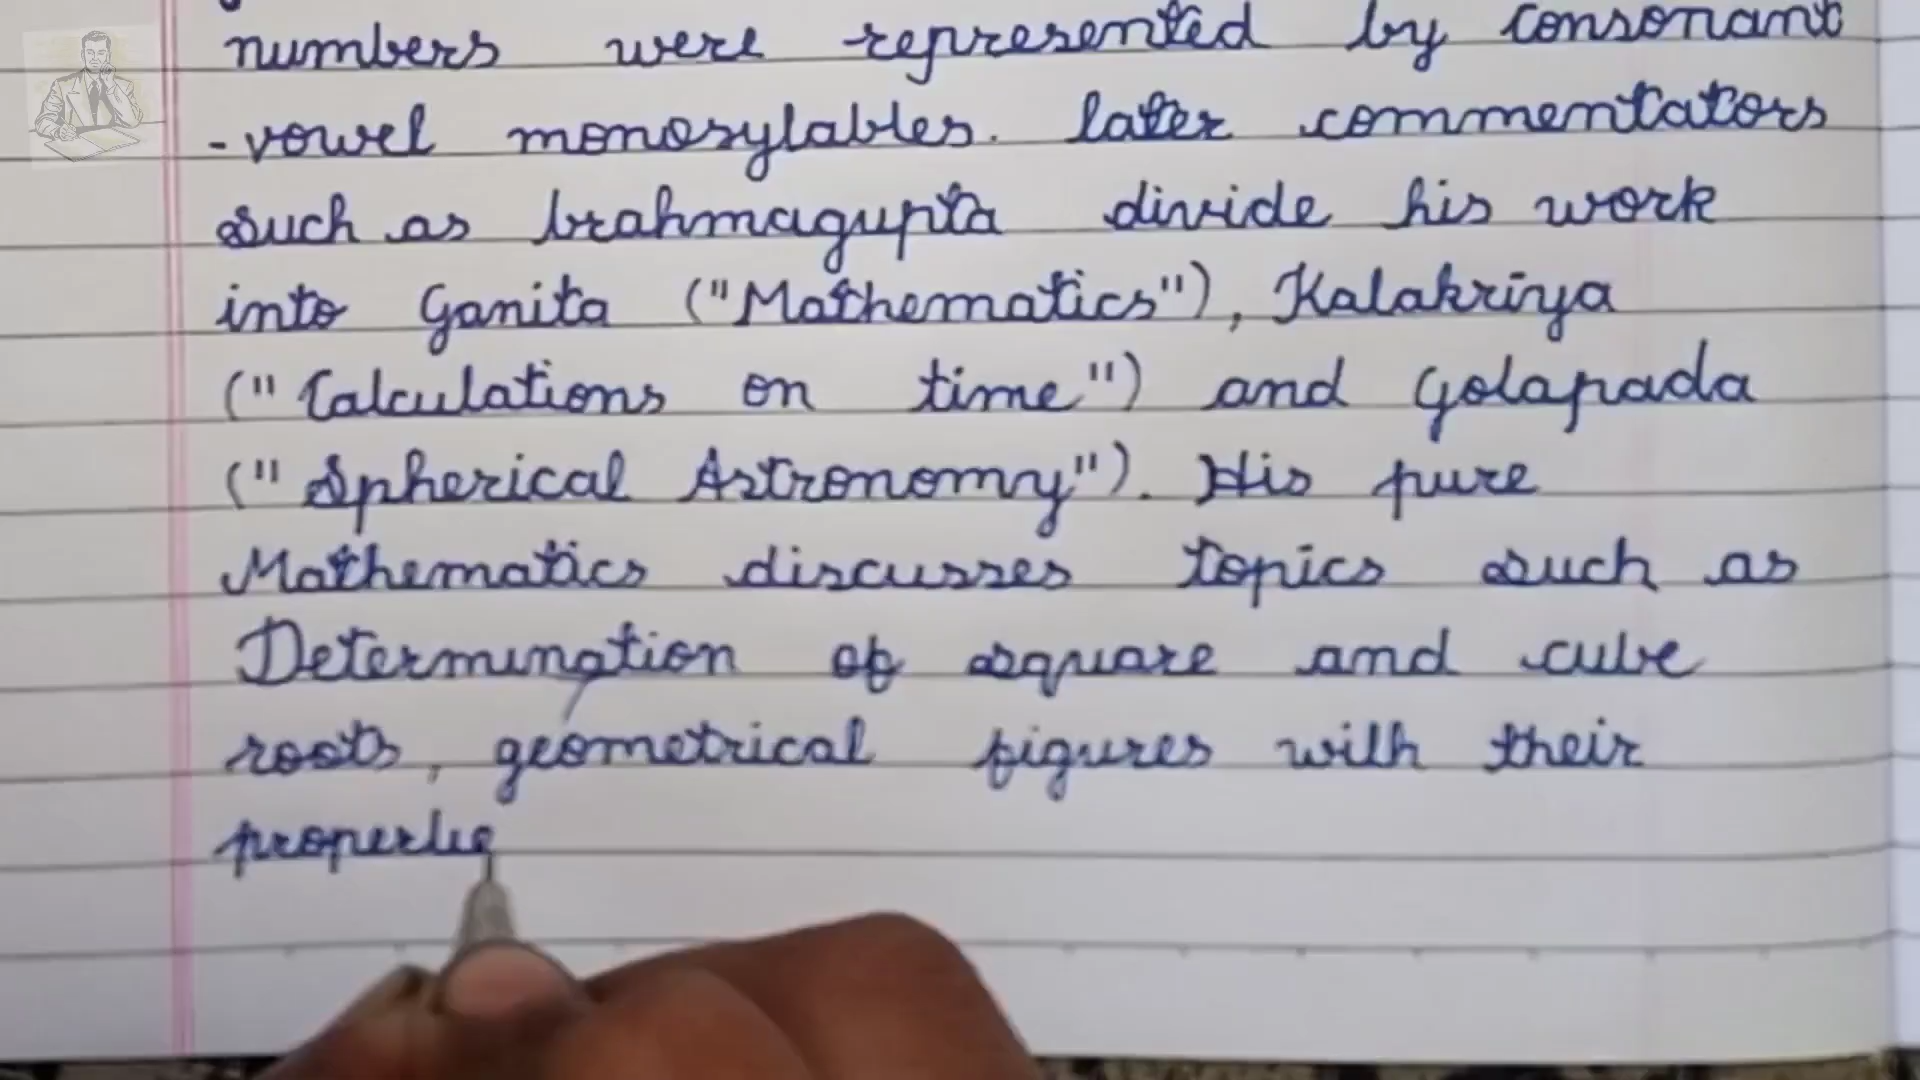 numbers were represented by consonant
-vowel monosylables. later commentators
such as brahmagupta divide his work
into Ganita ("Mathematics"), Kalakriya
("Calculations on time") and Golapada
("Spherical Astronomy"). His pure
Mathematics discusses topics such as
Determination of square and cube
roots, geometrical figures with their
propertie